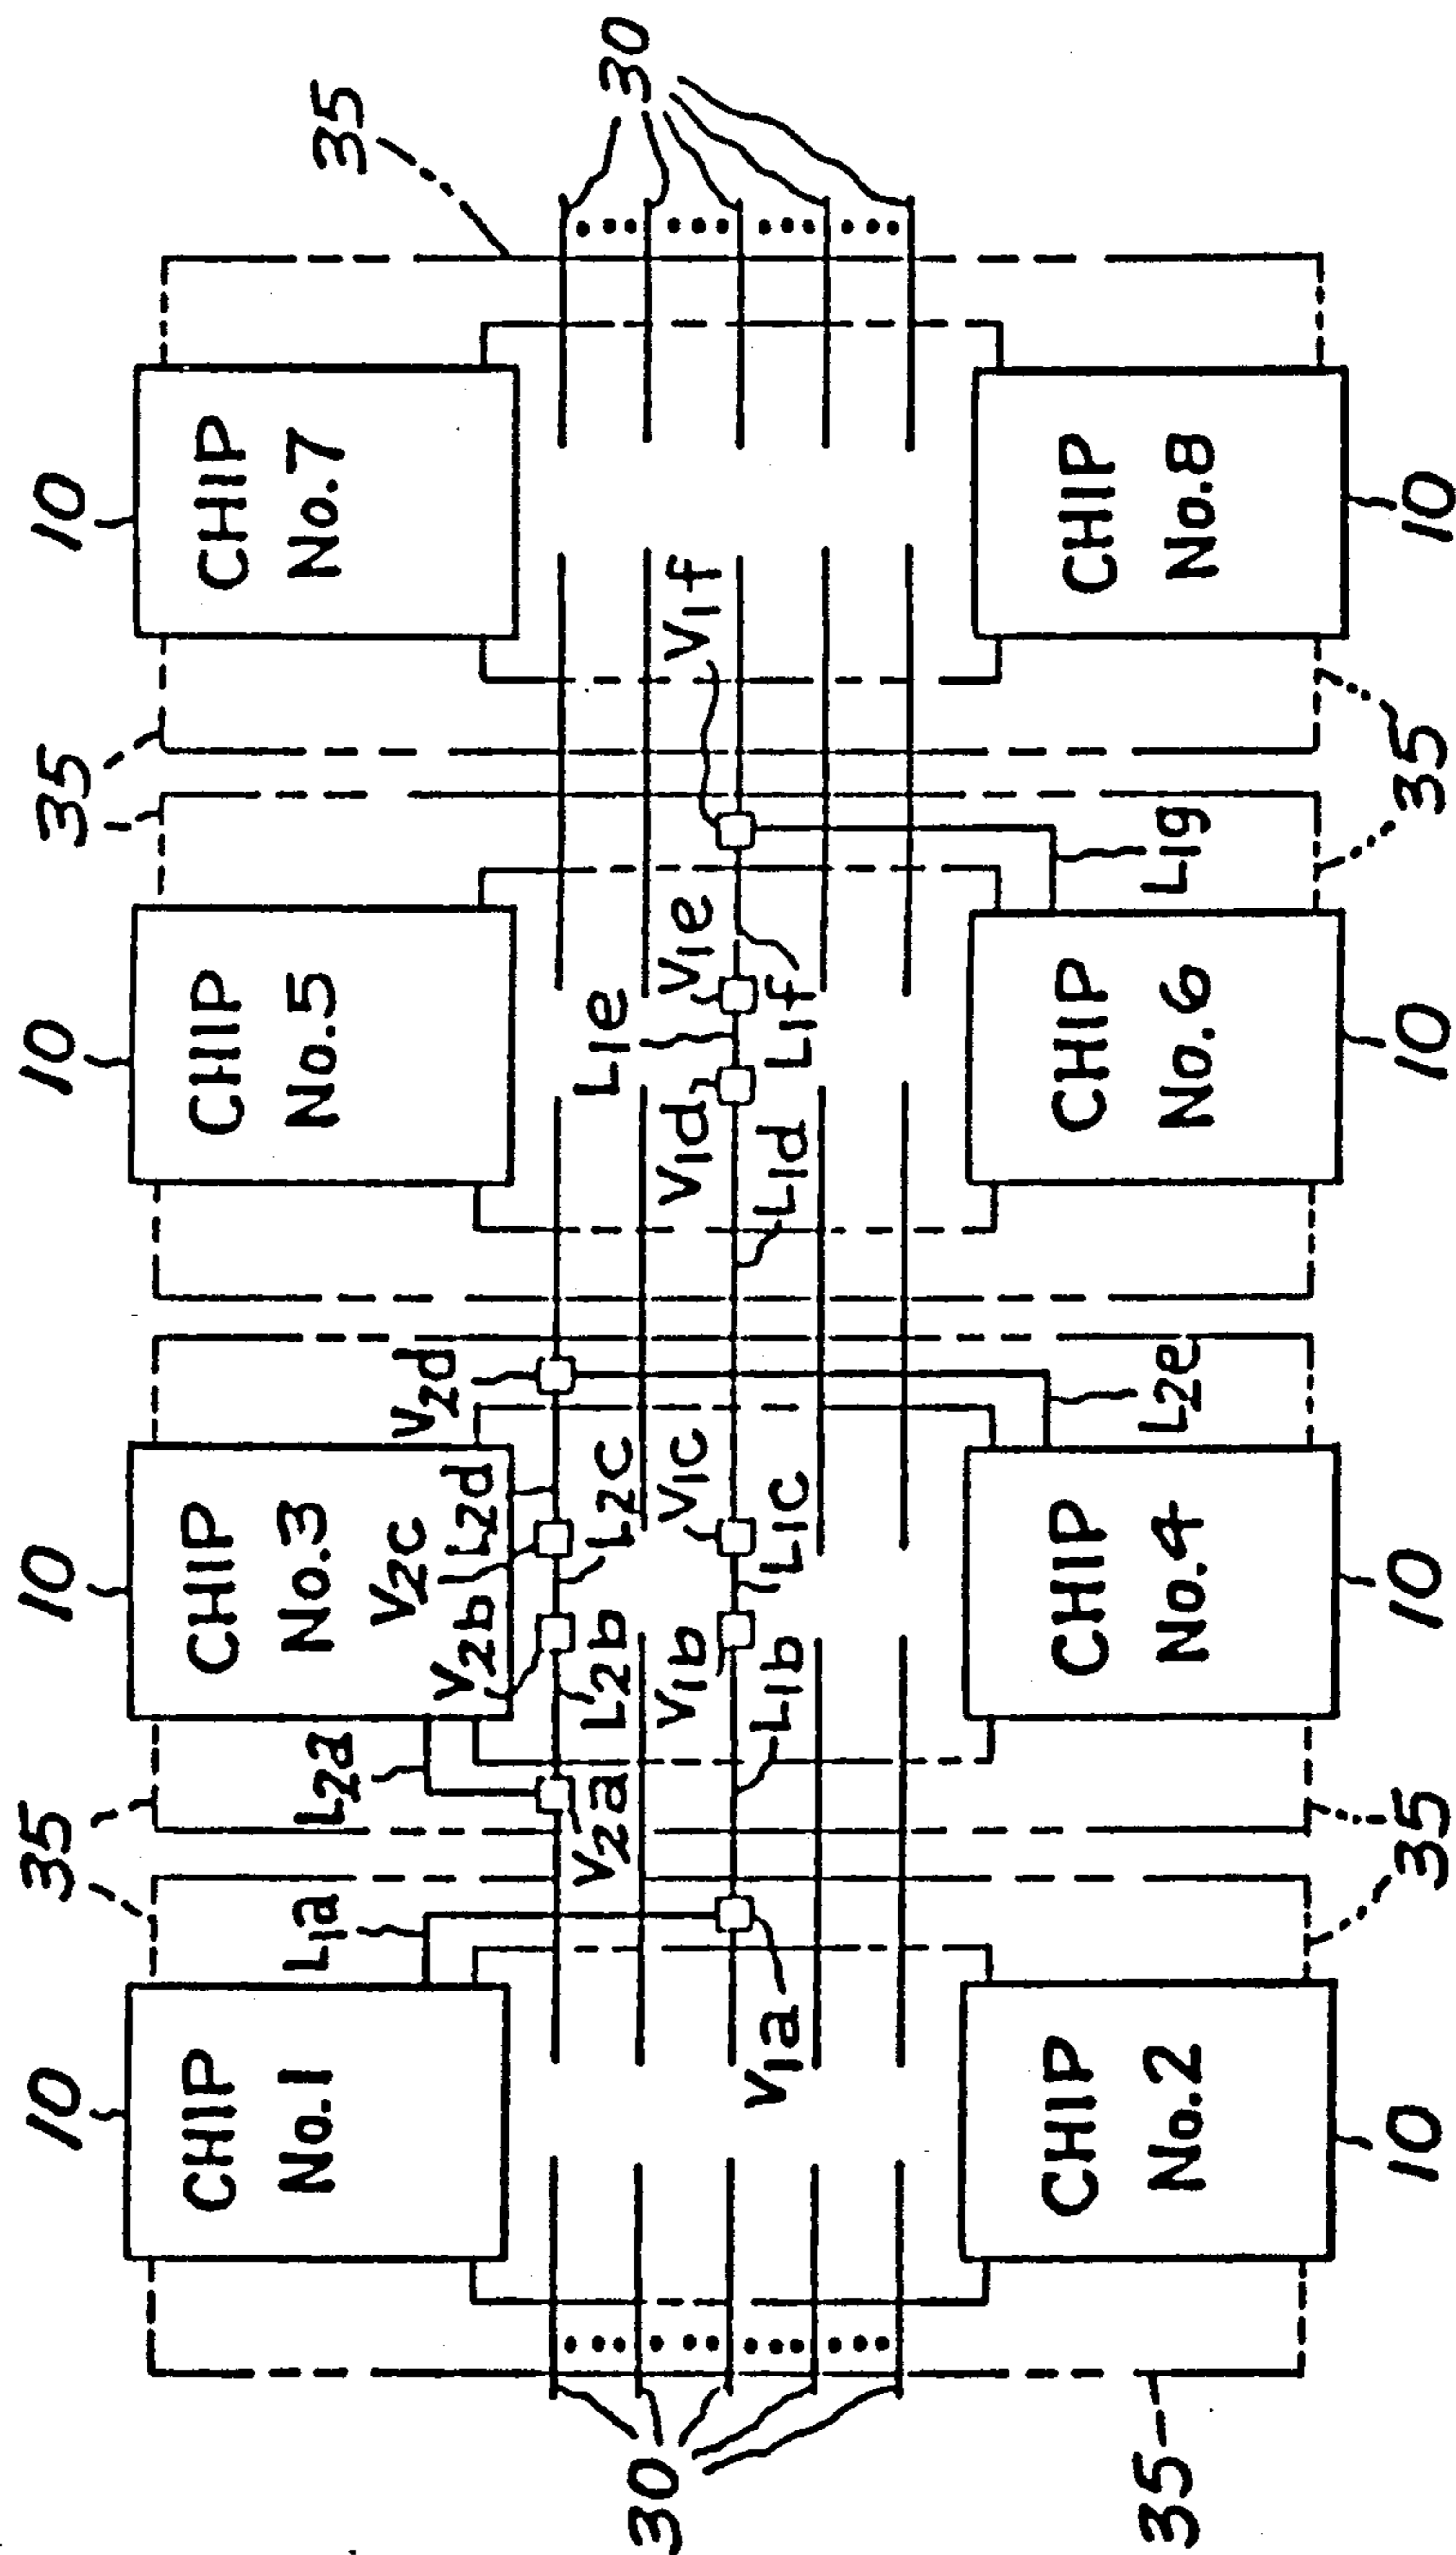 10
35
10
10
35
10
CHIP
No.1
CHIP
No.3
CHIP
No.5
CHIP
No.7
35
L1a
L2a
V2c
V2d
V2b
L2d
V2a
L2b
L2c
L1e
30
30
V1b
V1c
V1d
V1e
V1f
V1a
L1b
L1c
L1d
L1f
CHIP
No.2
CHIP
No.4
CHIP
No.6
CHIP
No.8
L2e
L1g
35
10
35
10
10
35
10